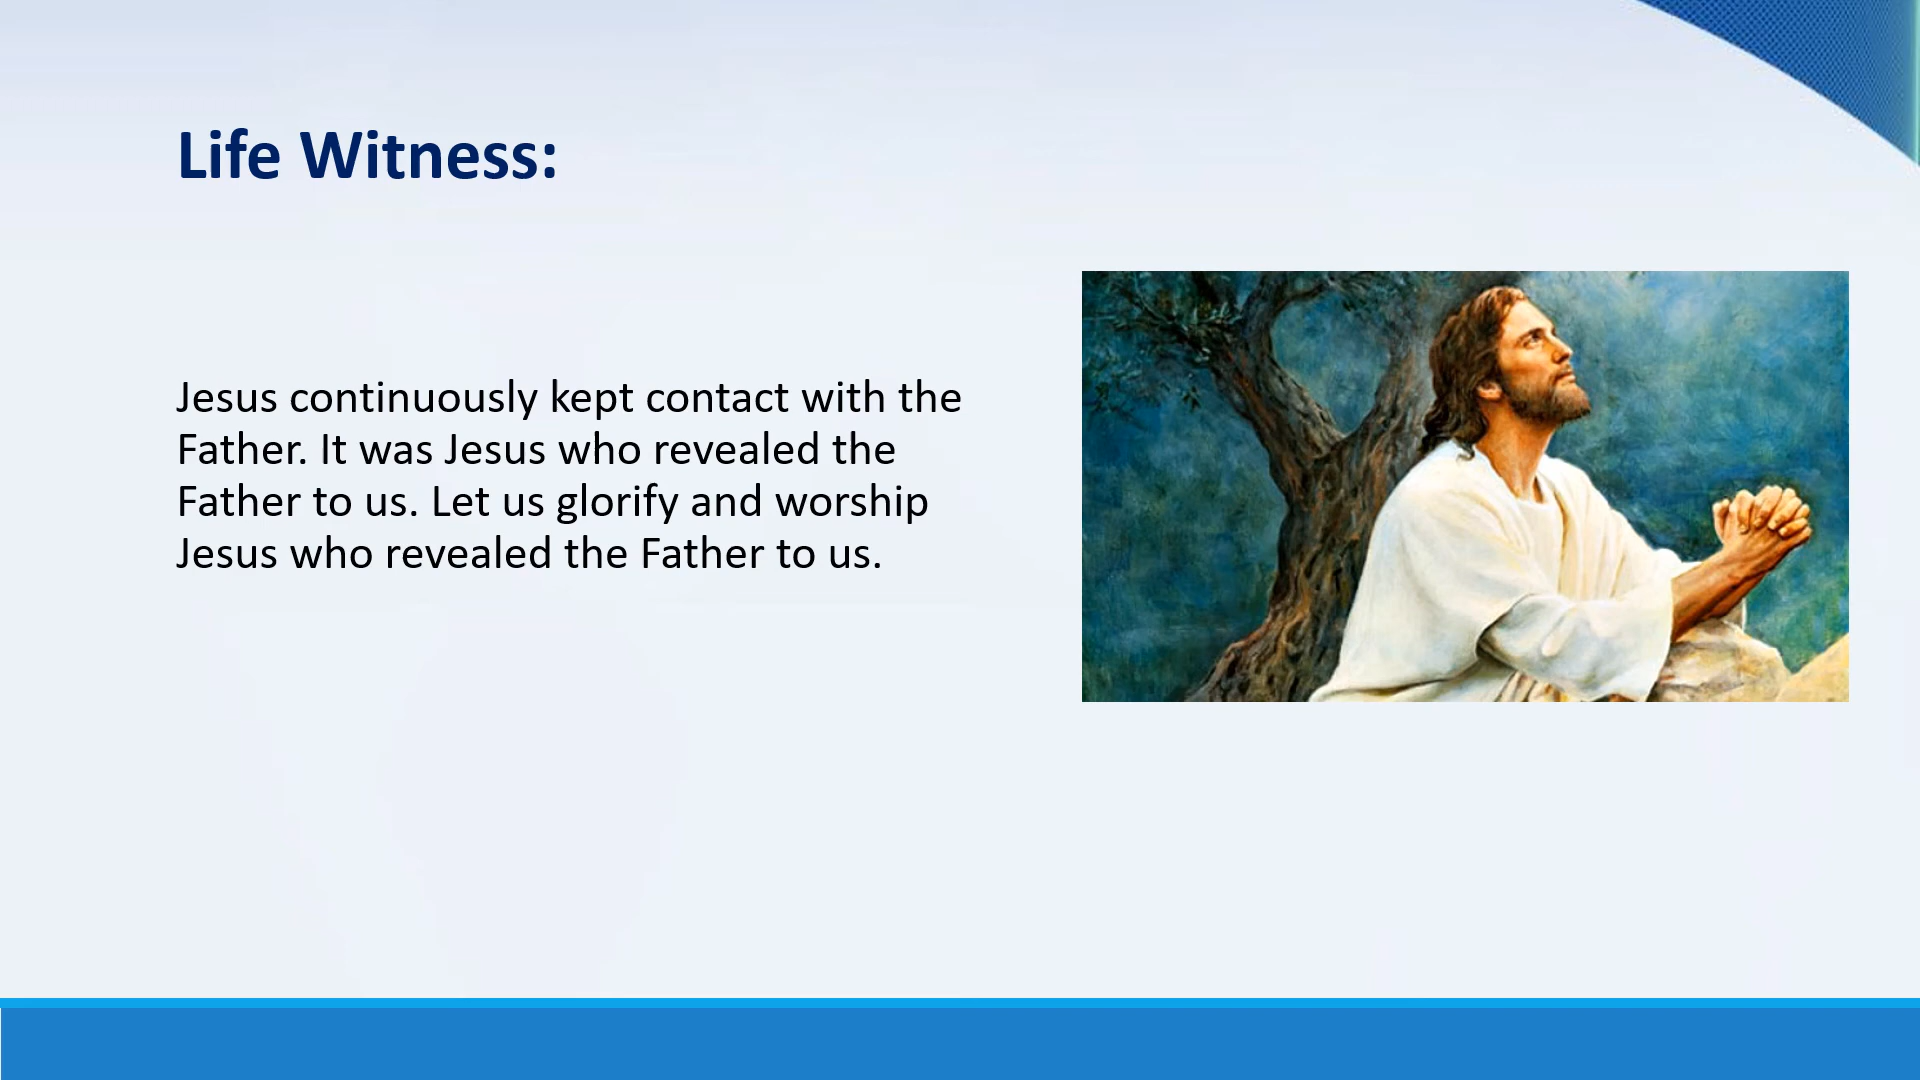 Life Witness:
Jesus continuously kept contact with the
Father. It was Jesus who revealed the
Father to us. Let us glorify and worship
Jesus who revealed the Father to us.